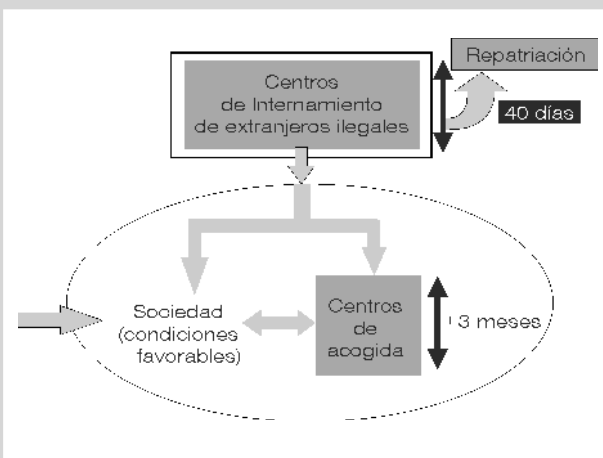 Repatriación
Centros
de Internamiento
de extranjeros ilegales
40 días
Sociedad
(condiciones
favorables)
Centros
de
acogida
3 meses